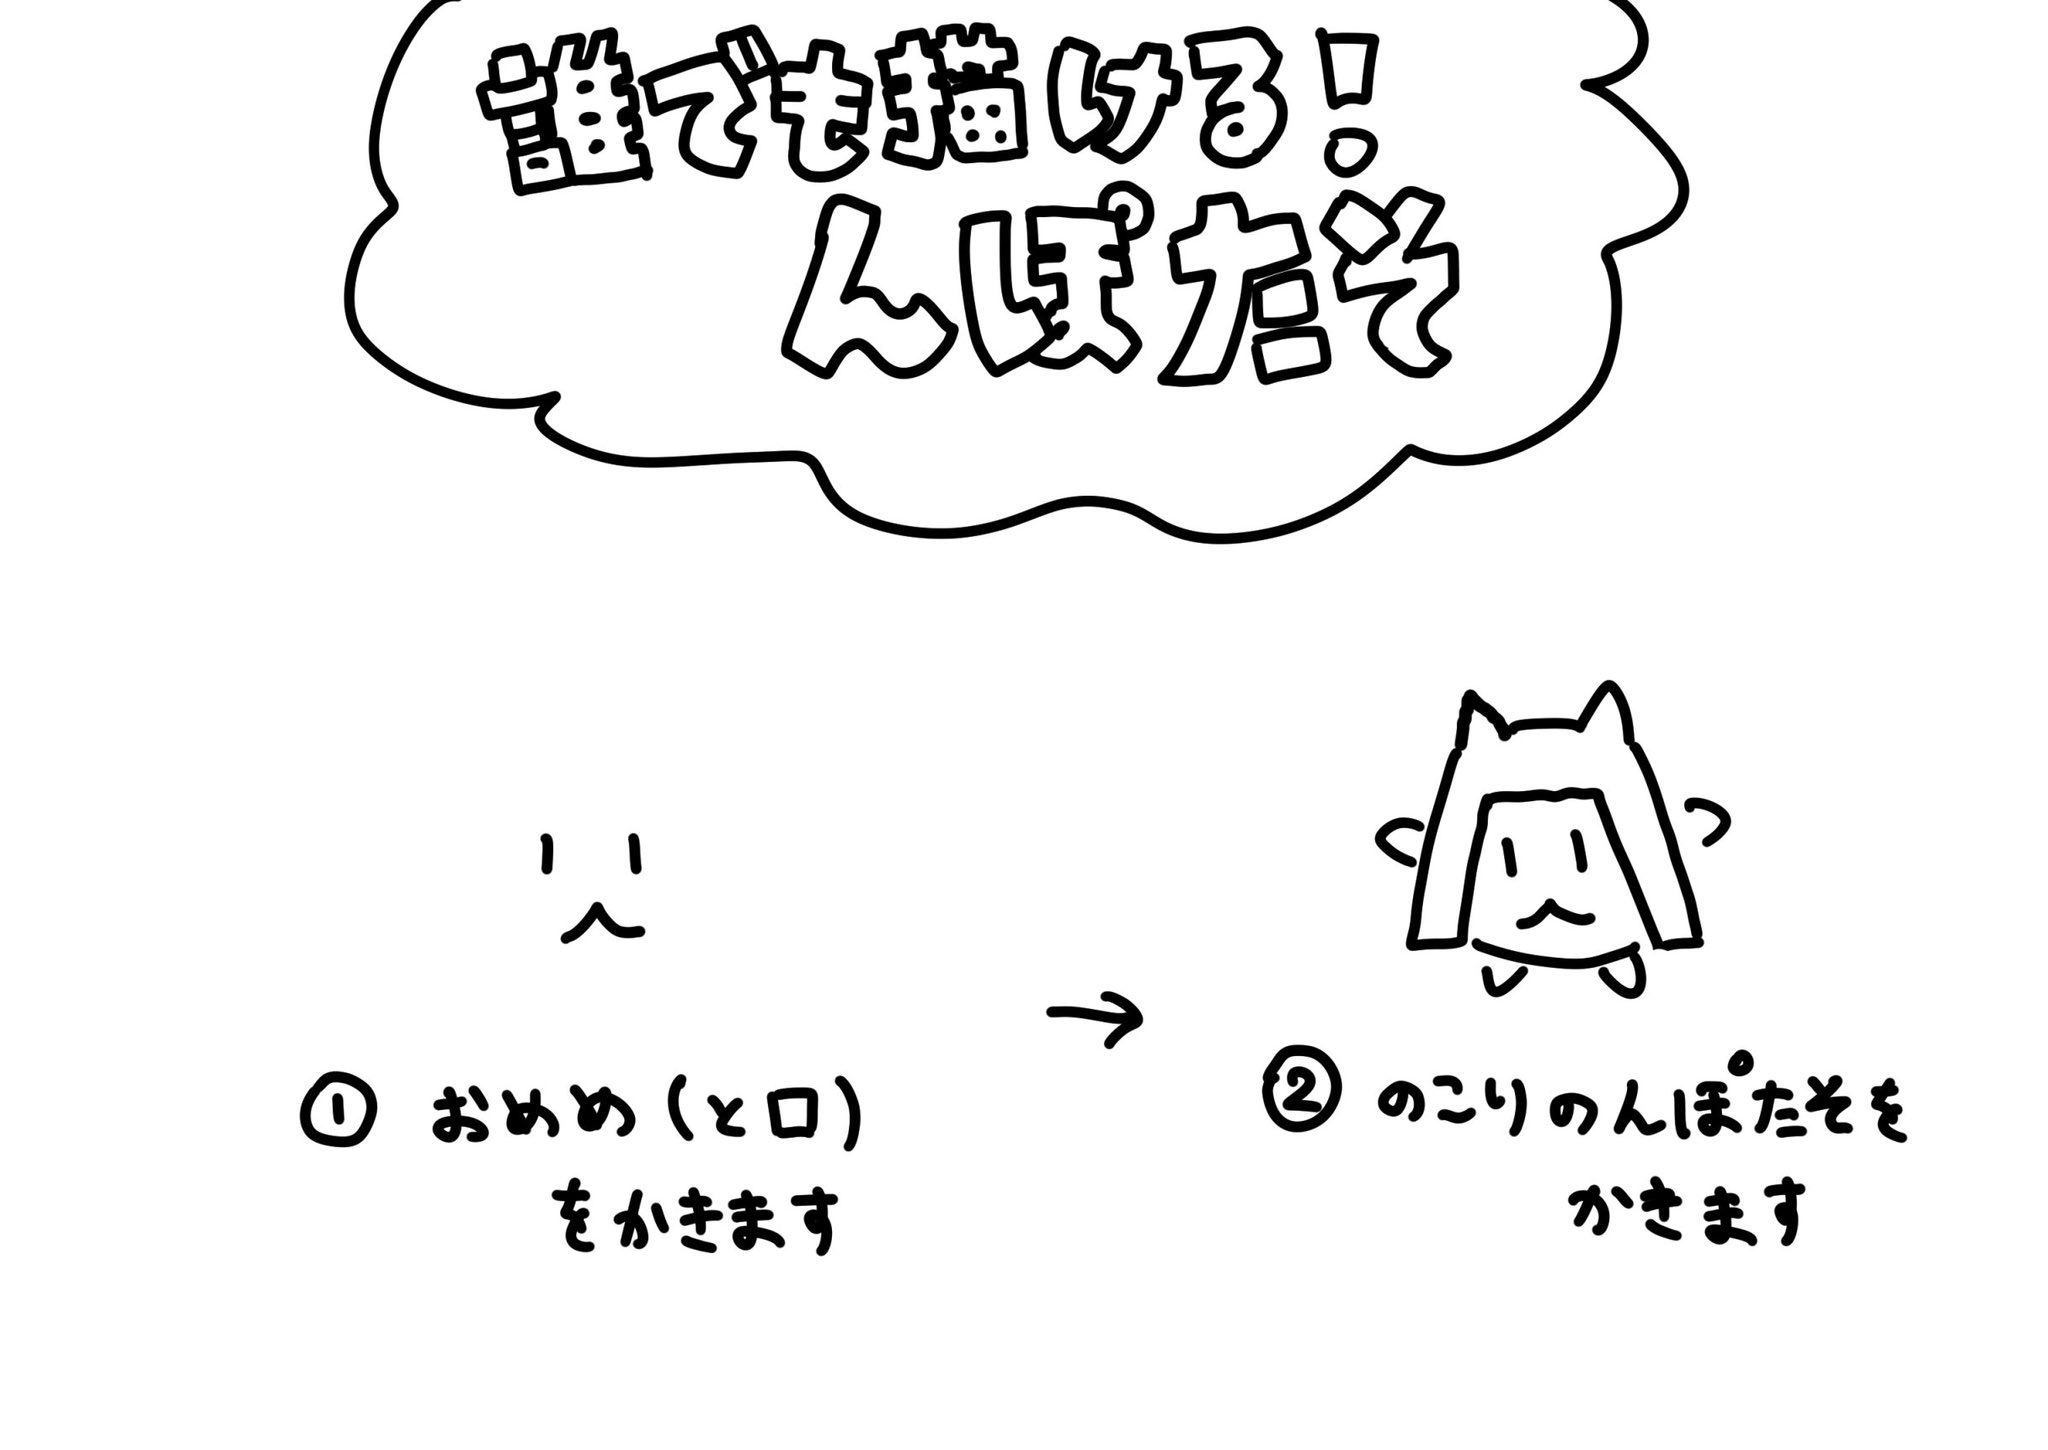 誰でも描ける!
んぽたそ
① おめめ(と口)
をかきます
→
② のこりのんぽたそを
かきます